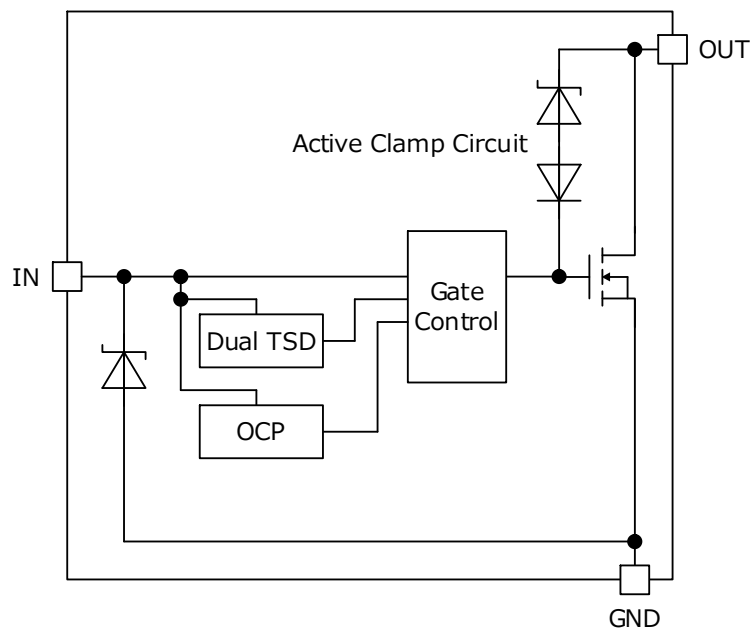 OUT
Active Clamp Circuit
IN
Gate
Control
Dual TSD
OCP
GND